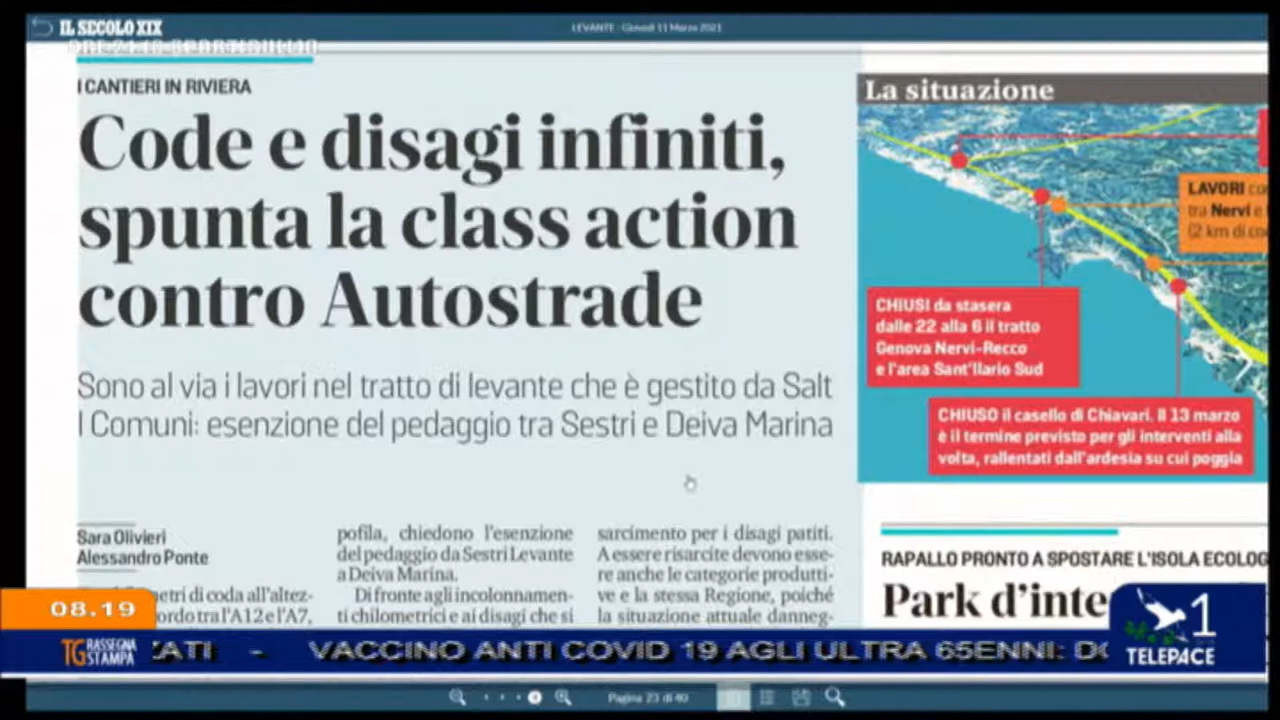 IL SECOLO XIX
LEVANTE - Giovedì 11 Marzo 2021
I CANTIERI IN RIVIERA
Code e disagi infiniti,
spunta la class action
contro Autostrade
Sono al via i lavori nel tratto di levante che è gestito da Salt
I Comuni: esenzione del pedaggio tra Sestri e Deiva Marina
Sara Olivieri
Alessandro Ponte
etri di coda all'altez-
ordo tra l'A12 e l'A7,
pofila, chiedono l'esenzione
del pedaggio da Sestri Levante
a Deiva Marina.
Di fronte agli incolonnamen-
ti chilometrici e ai disagi che si
sarcimento per i disagi patiti.
A essere risarcite devono esse-
re anche le categorie produtti-
ve e la stessa Regione, poiché
la situazione attuale danneg-
La situazione
LAVORI
tra Nervi e
(2 km di
CHIUSI da stasera
dalle 22 alla 6 il tratto
Genova Nervi-Recco
e l'area Sant'Ilario Sud
CHIUSO il casello di Chiavari. Il 13 marzo
è il termine previsto per gli interventi alla
volta, rallentati dall'ardesia su cui poggia
RAPALLO PRONTO A SPOSTARE L'ISOLA ECOLOG
Park d'inte
08.19
TG RASSEGNA STAMPA
ZATI - VACCINO ANTI COVID 19 AGLI ULTRA 65ENNI: DO
1
TELEPACE
Pagina 23 di 40